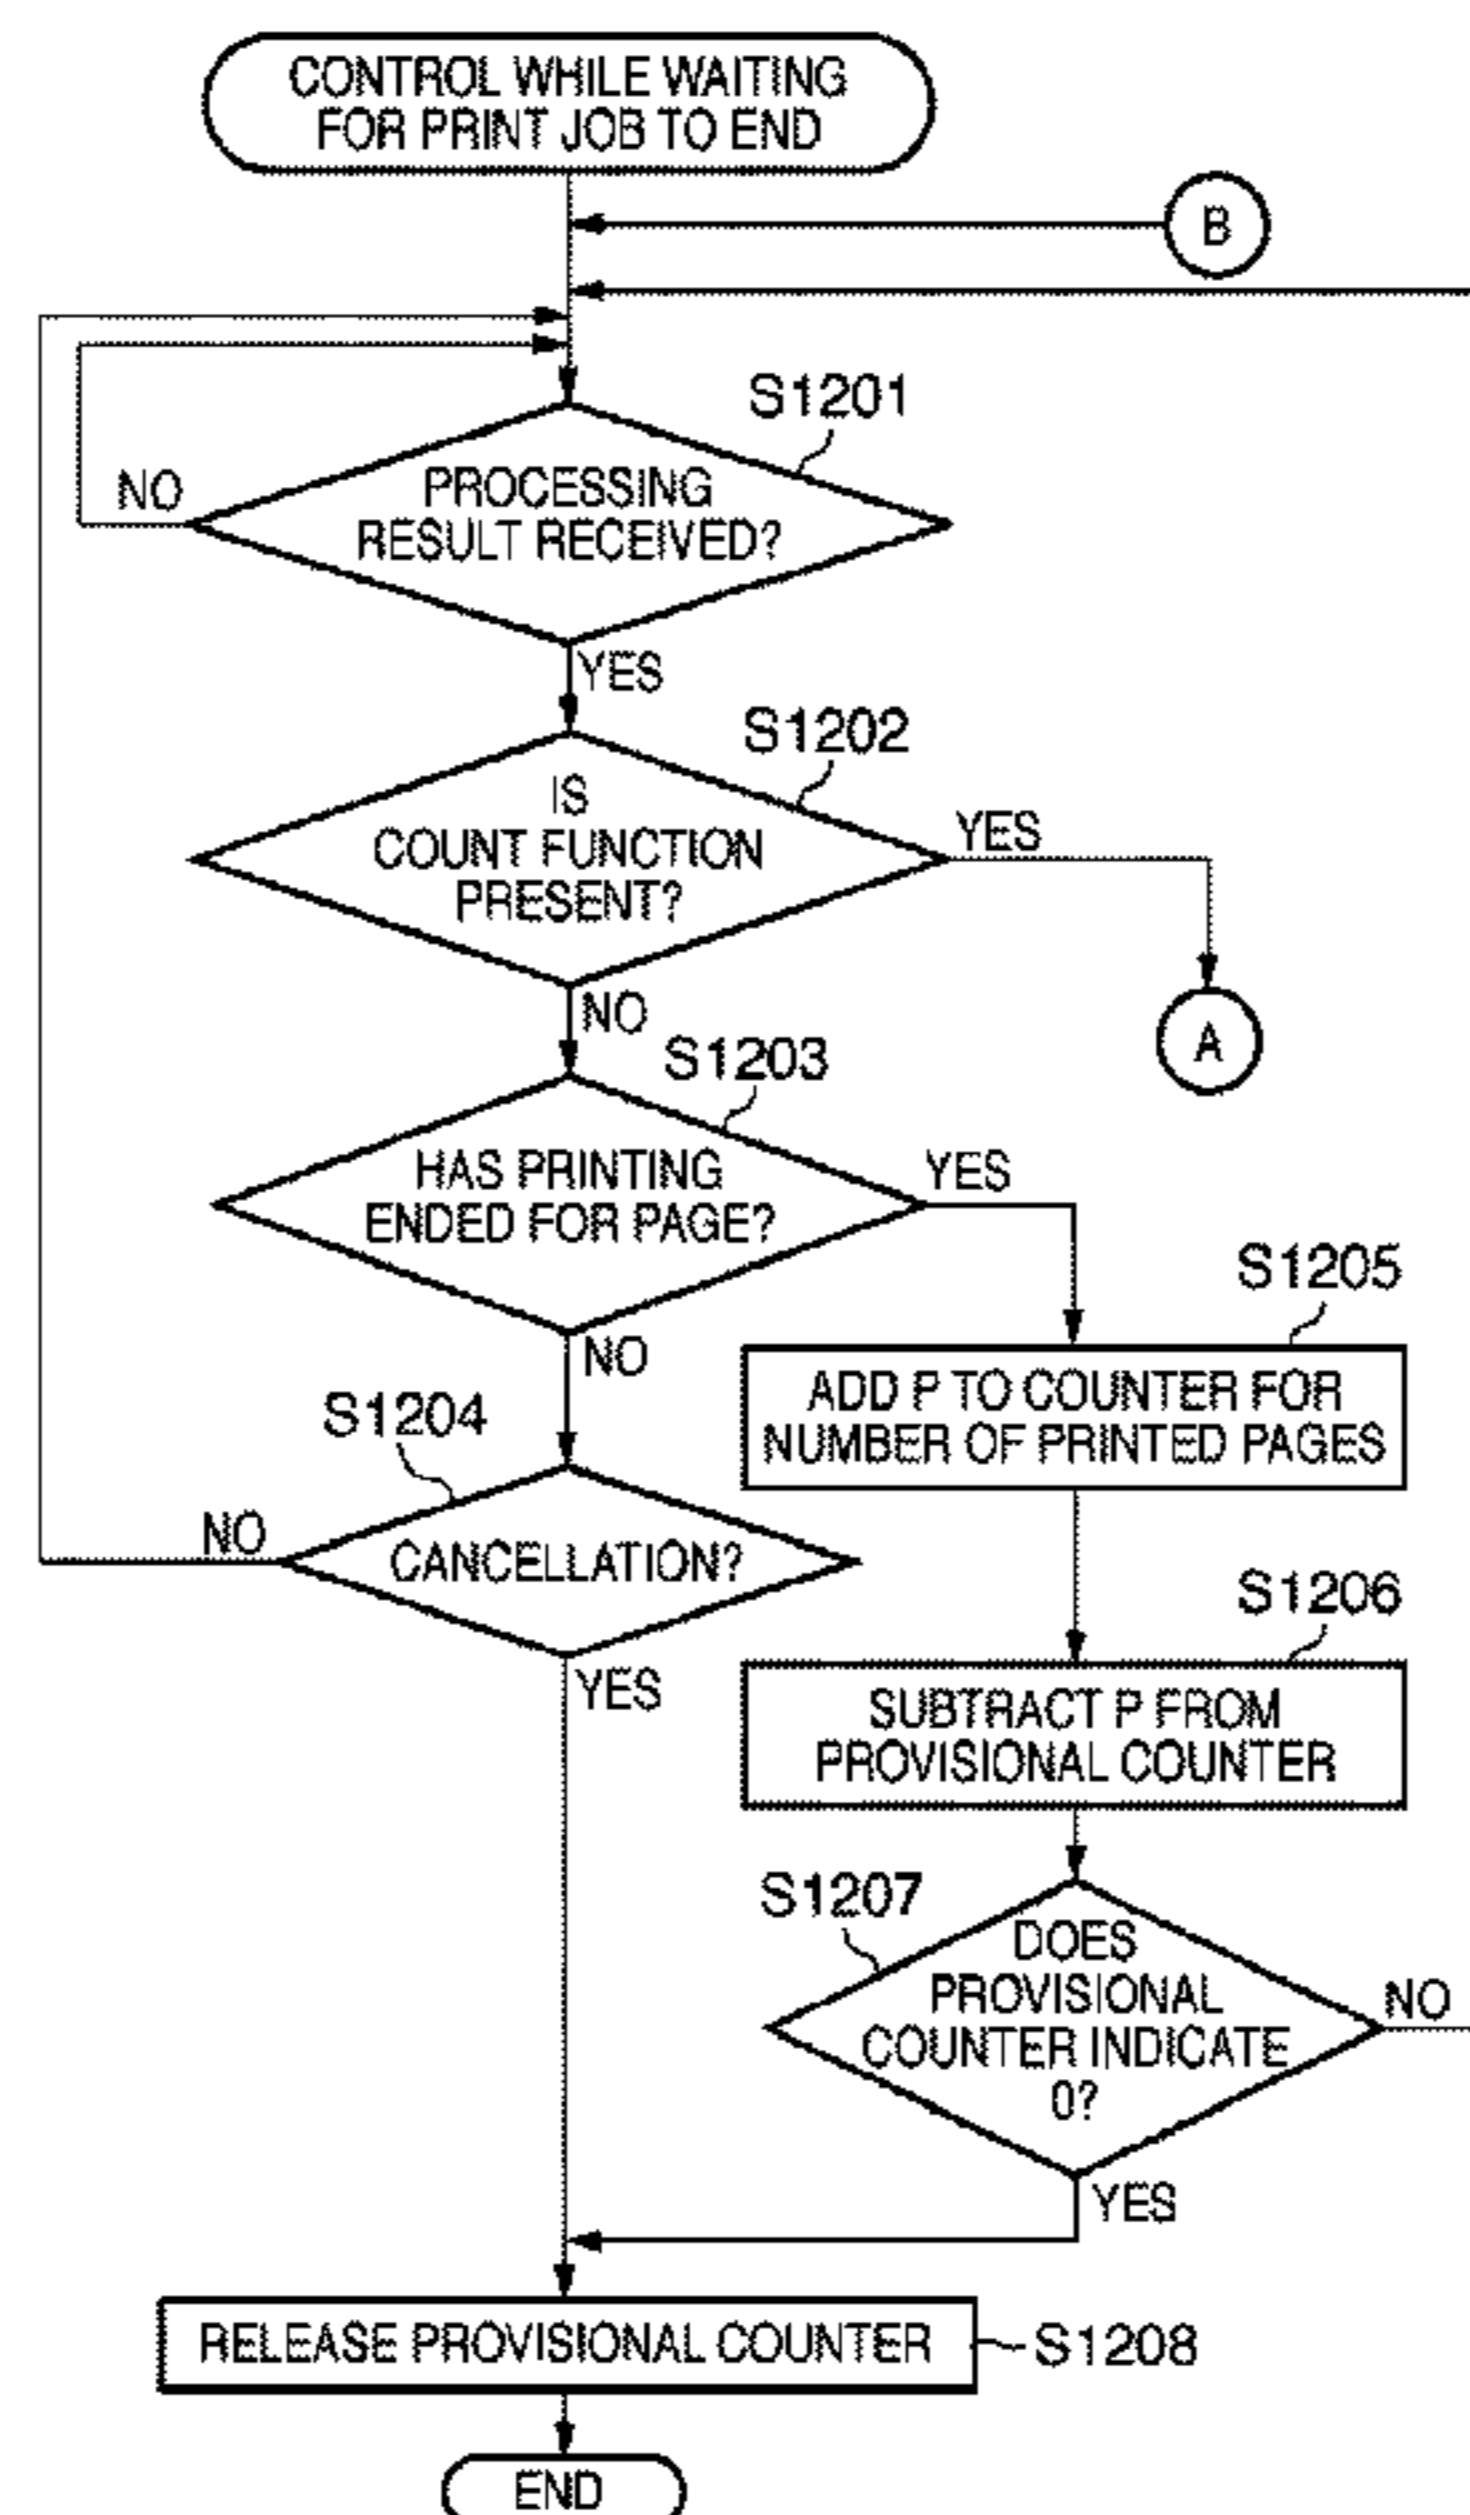 CONTROL WHILE WAITING
FOR PRINT JOB TO END
B
S1201
NO
PROCESSING
RESULT RECEIVED?
YES
S1202
IS
COUNT FUNCTION
PRESENT?
YES
NO
A
S1203
HAS PRINTING
ENDED FOR PAGE?
YES
NO
S1205
ADD P TO COUNTER FOR
NUMBER OF PRINTED PAGES
S1204
NO
CANCELLATION?
YES
S1206
SUBTRACT P FROM
PROVISIONAL COUNTER
S1207
DOES
PROVISIONAL
COUNTER INDICATE
0?
NO
YES
RELEASE PROVISIONAL COUNTER
S1208
END